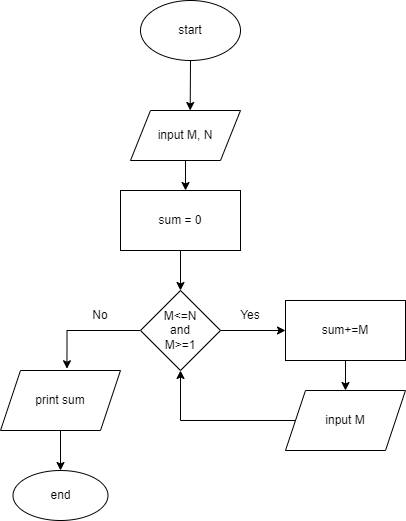 start
input M, N
sum = 0
M<=N
and
M>=1
No
Yes
sum+=M
print sum
input M
end